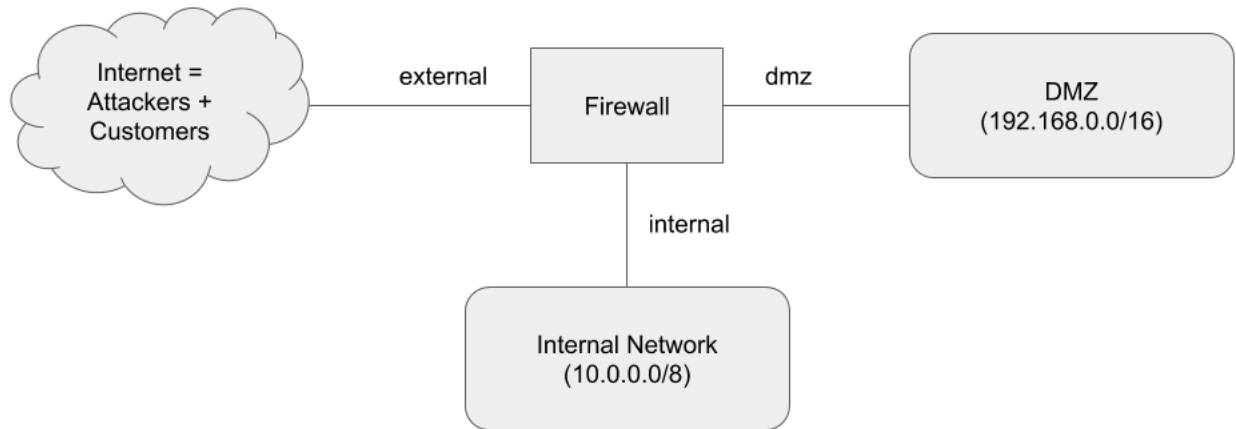 Internet =
Attackers +
Customers
external
Firewall
dmz
DMZ
(192.168.0.0/16)
internal
Internal Network
(10.0.0.0/8)